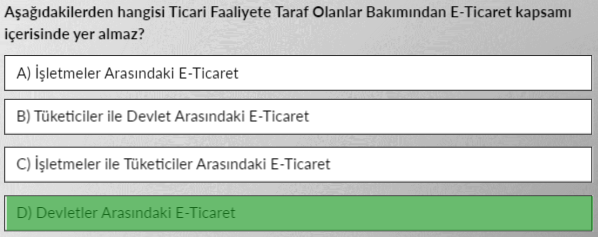 Aşağıdakilerden hangisi Ticari Faaliyete Taraf Olanlar Bakımından E-Ticaret kapsamı
içerisinde yer almaz?
A) İşletmeler Arasındaki E-Ticaret
B) Tüketiciler ile Devlet Arasındaki E-Ticaret
C) İşletmeler ile Tüketiciler Arasındaki E-Ticaret
D) Devletler Arasındaki E-Ticaret